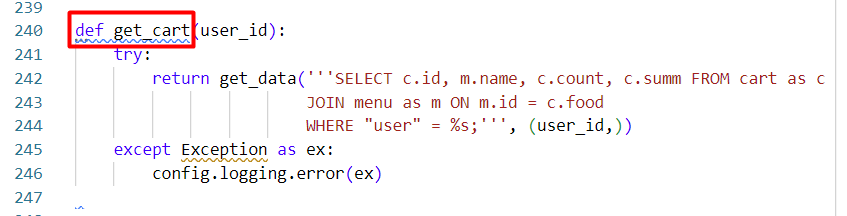 239
240 def get_cart(user_id):
241 try:
242 return get_data('''SELECT c.id, m.name, c.count, c.summ FROM cart as c
243 JOIN menu as m ON m.id = c.food
244 WHERE "user" = %s;''', (user_id,))
245 except Exception as ex:
246 config.logging.error(ex)
247